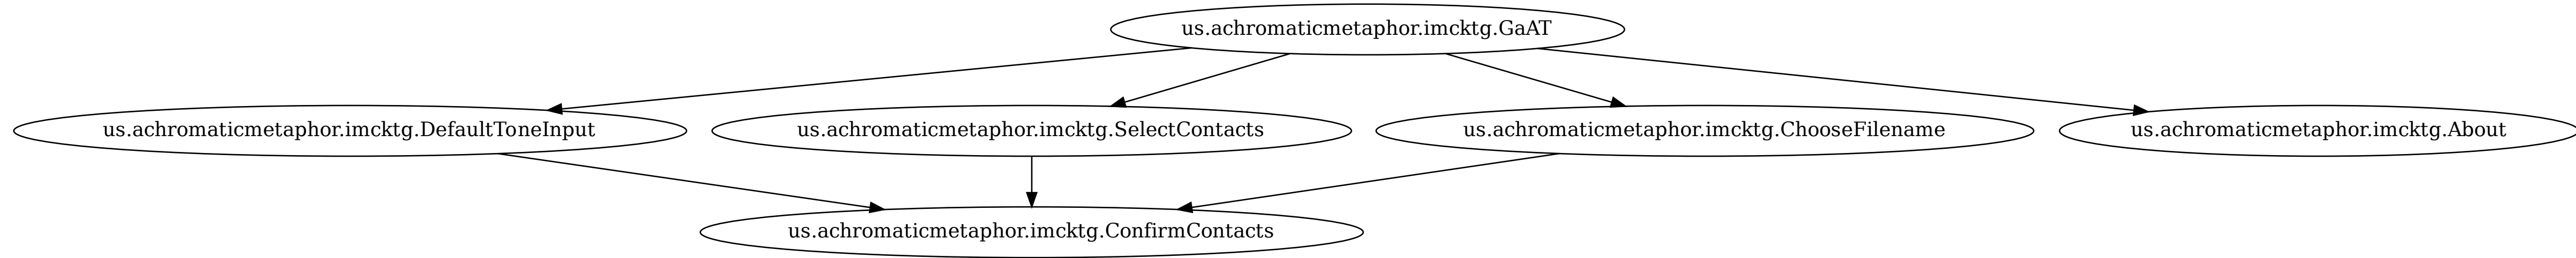 us.achromaticmetaphor.imcktg.GaAT
us.achromaticmetaphor.imcktg.DefaultToneInput
us.achromaticmetaphor.imcktg.SelectContacts
us.achromaticmetaphor.imcktg.ChooseFilename
us.achromaticmetaphor.imcktg.About
us.achromaticmetaphor.imcktg.ConfirmContacts